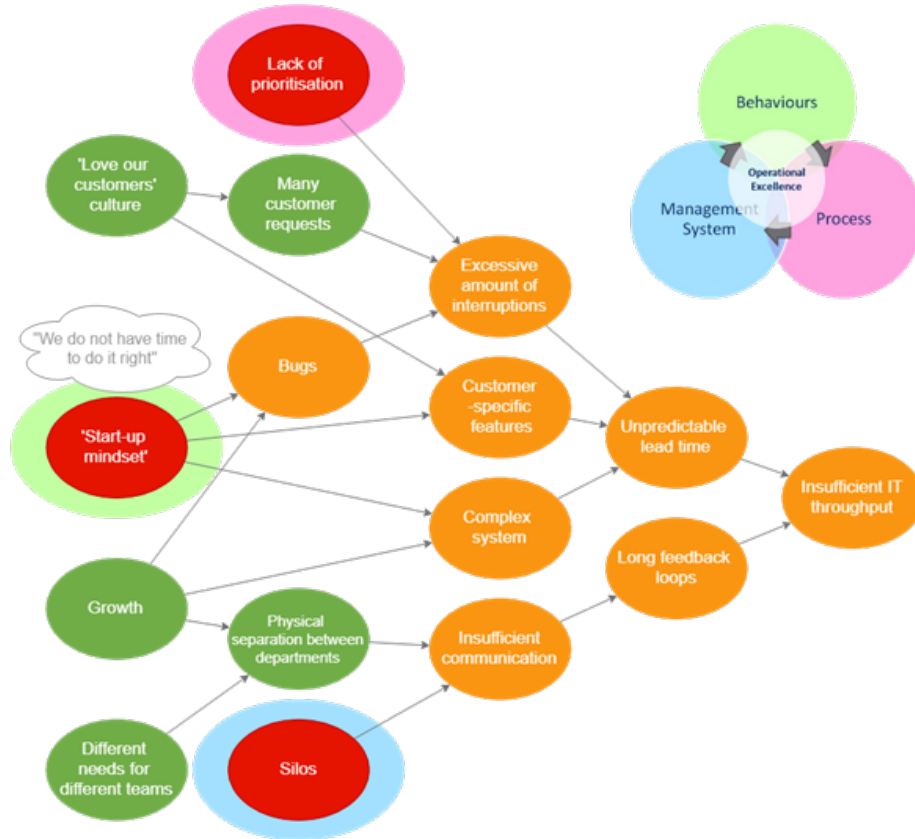 Lack of
prioritisation
Behaviours
Operational
Excellence
Management
System
Process
'Love our
customers'
culture
Many
customer
requests
Excessive
amount of
interruptions
"We do not have time
to do it right"
Bugs
'Start-up
mindset'
Customer
-specific
features
Unpredictable
lead time
Insufficient IT
throughput
Complex
system
Long feedback
loops
Growth
Physical
separation between
departments
Insufficient
communication
Different
needs for
different teams
Silos